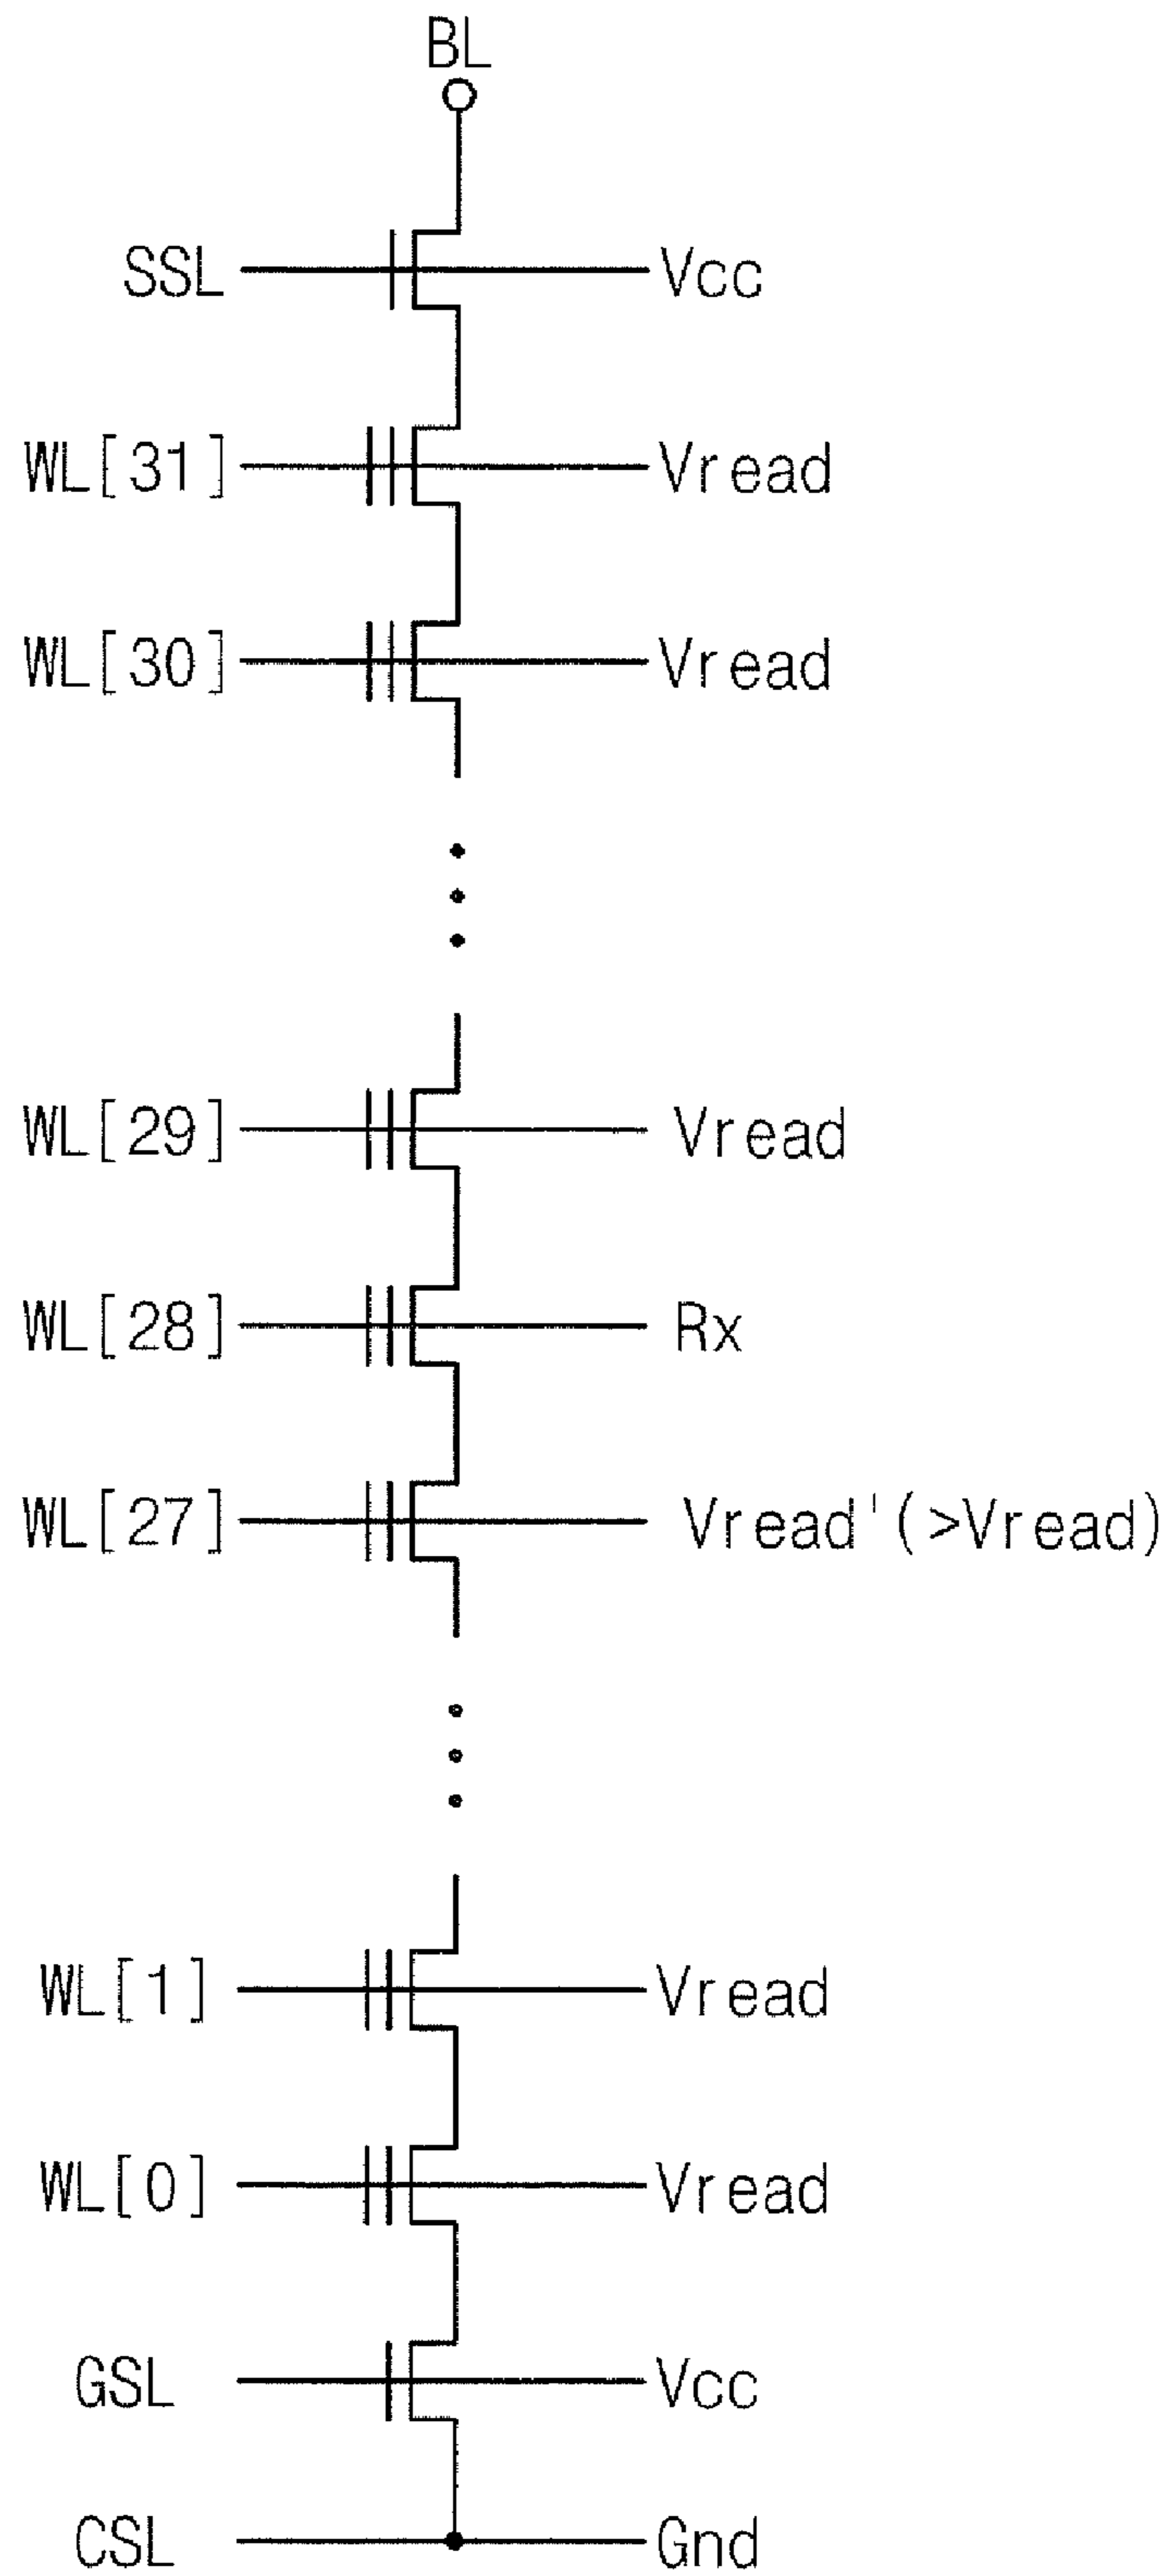 BL
SSL Vcc
WL[31] Vread
WL[30] Vread
WL[29] Vread
WL[28] Rx
WL[27] Vread'(>Vread)
WL[1] Vread
WL[0] Vread
GSL Vcc
CSL Gnd